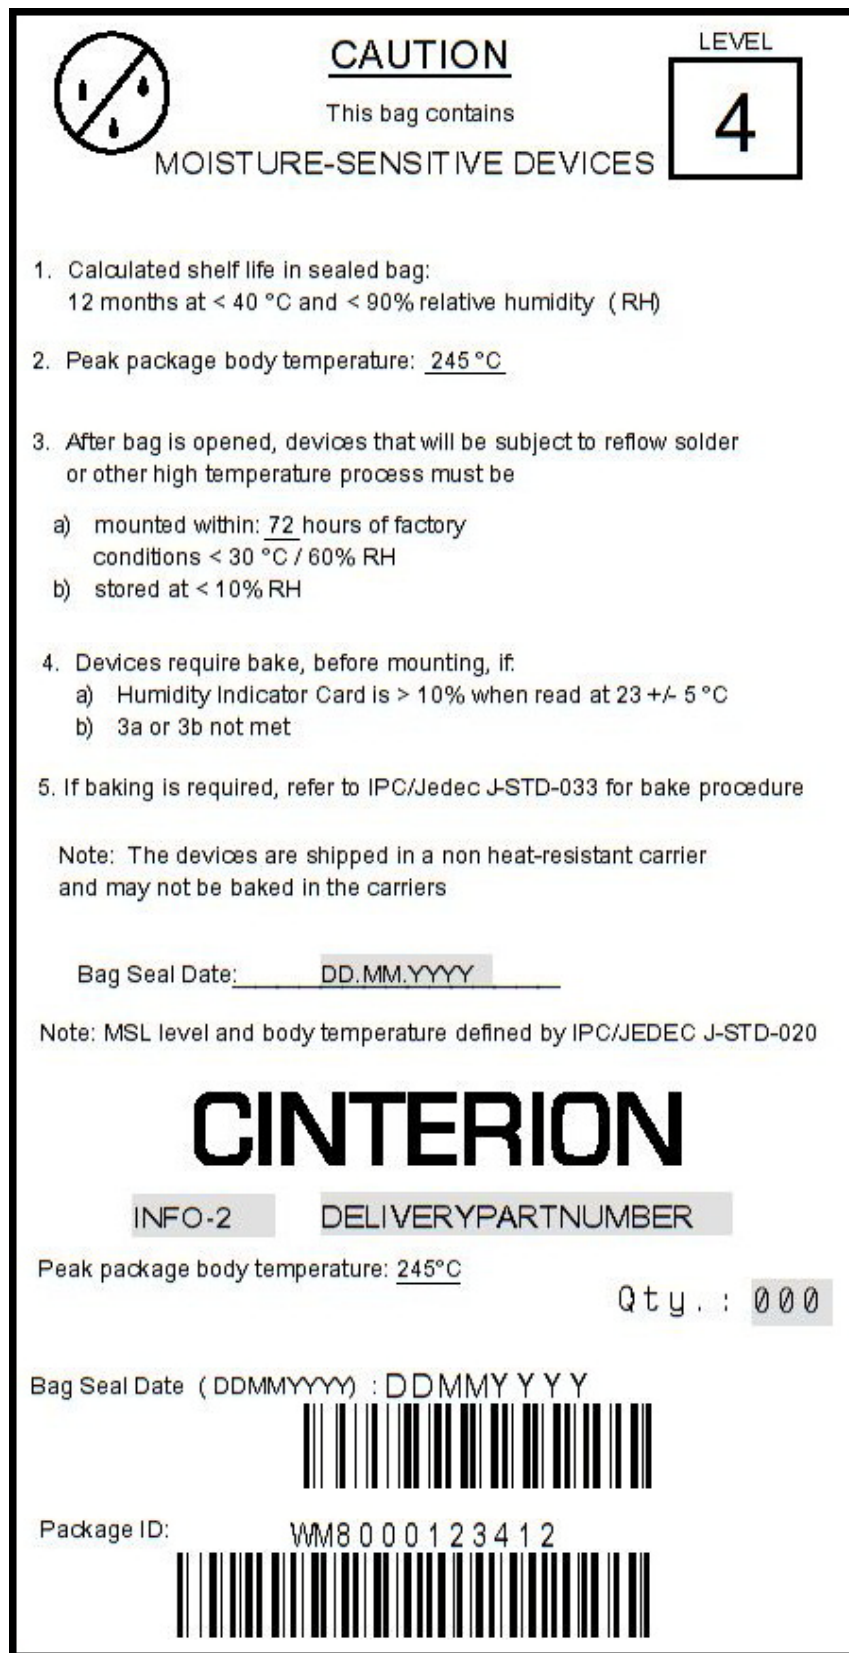 CAUTION
LEVEL
4
This bag contains
MOISTURE-SENSITIVE DEVICES
1. Calculated shelf life in sealed bag:
12 months at < 40 °C and < 90% relative humidity ( RH)
2. Peak package body temperature: 245 °C
3. After bag is opened, devices that will be subject to reflow solder
or other high temperature process must be
a) mounted within: 72 hours of factory
conditions < 30 °C / 60% RH
b) stored at < 10% RH
4. Devices require bake, before mounting, if:
a) Humidity Indicator Card is > 10% when read at 23 +/- 5 °C
b) 3a or 3b not met
5. If baking is required, refer to IPC/Jedec J-STD-033 for bake procedure
Note: The devices are shipped in a non heat-resistant carrier
and may not be baked in the carriers
Bag Seal Date: DD.MM.YYYY
Note: MSL level and body temperature defined by IPC/JEDEC J-STD-020
CINTERION
INFO-2 DELIVERYPARTNUMBER
Peak package body temperature: 245°C
Qty.: 000
Bag Seal Date ( DDMMYYYY) : DDMMYYYY
Package ID: WM8000123412